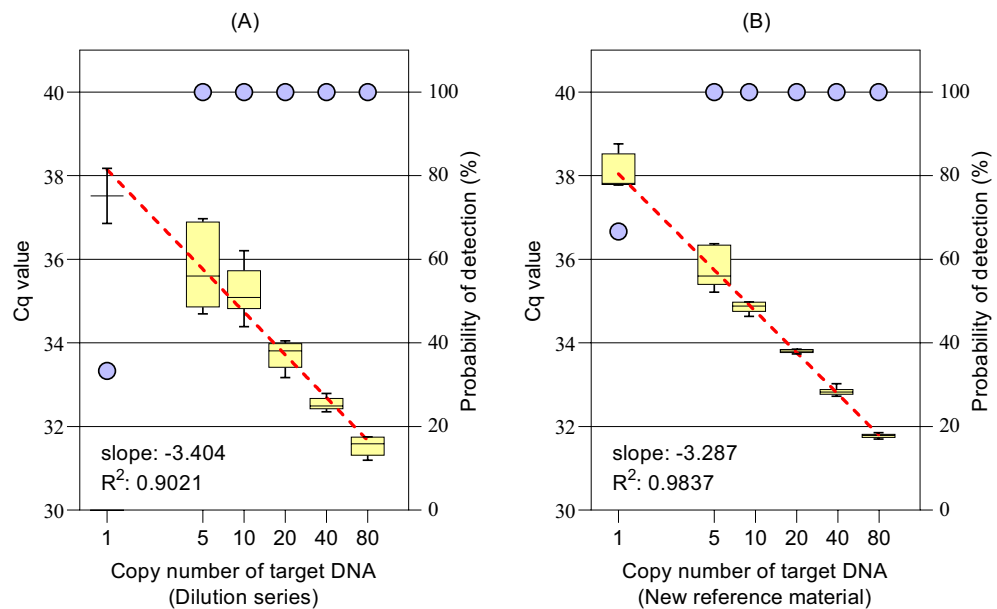 (A)
Cq value
40
38
36
34
32
30
100
80
60
40
20
0
Probability of detection (%)
slope: -3.404
R²: 0.9021
1 5 10 20 40 80
Copy number of target DNA
(Dilution series)
(B)
Cq value
40
38
36
34
32
30
100
80
60
40
20
0
Probability of detection (%)
slope: -3.287
R²: 0.9837
1 5 10 20 40 80
Copy number of target DNA
(New reference material)